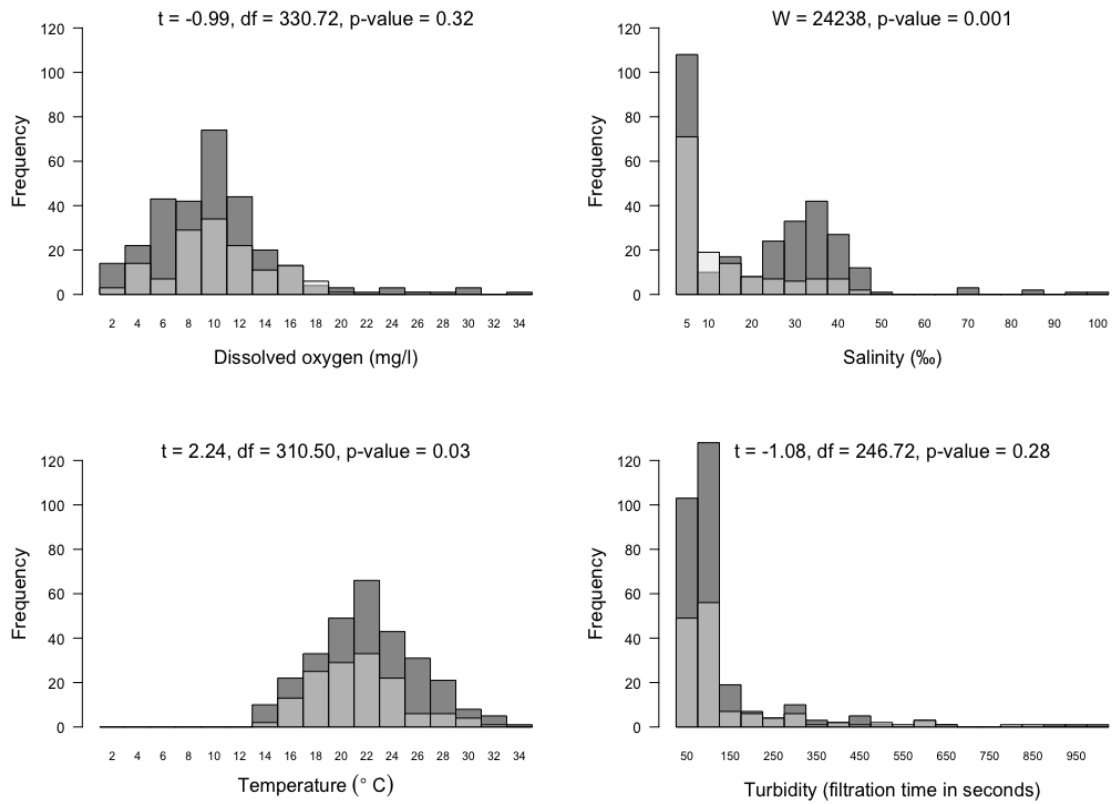 t = -0.99, df = 330.72, p-value = 0.32
120
100
80
60
40
20
0
Frequency
2 4 6 8 10 12 14 16 18 20 22 24 26 28 30 32 34
Dissolved oxygen (mg/l)
W = 24238, p-value = 0.001
120
100
80
60
40
20
0
Frequency
5 10 20 30 40 50 60 70 80 90 100
Salinity (‰)
t = 2.24, df = 310.50, p-value = 0.03
120
100
80
60
40
20
0
Frequency
2 4 6 8 10 12 14 16 18 20 22 24 26 28 30 32 34
Temperature (° C)
t = -1.08, df = 246.72, p-value = 0.28
120
100
80
60
40
20
0
Frequency
50 150 250 350 450 550 650 750 850 950
Turbidity (filtration time in seconds)